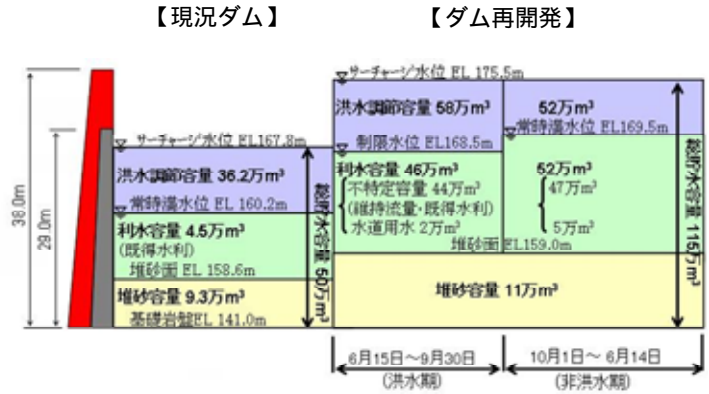 【現況ダム】
【ダム再開発】
サーチャージ水位 EL 175.5m
洪水調節容量 58万m³
52万m³
常時満水位 EL169.5m
サーチャージ水位 EL167.8m
制限水位 EL168.5m
洪水調節容量 36.2万m³
利水容量 46万m³
52万m³
不特定容量 44万m³
47万m³
常時満水位 EL 160.2m
(維持流量・既得水利)
利水容量 4.5万m³
水道用水 2万m³
5万m³
(既得水利)
堆砂面 EL159.0m
堆砂面 EL 158.6m
堆砂容量 9.3万m³
堆砂容量 11万m³
基礎岩盤EL 141.0m
総貯水容量 50万m³
総貯水容量 115万m³
38.0m
29.0m
6月15日～9月30日
10月1日～ 6月14日
(洪水期)
(非洪水期)